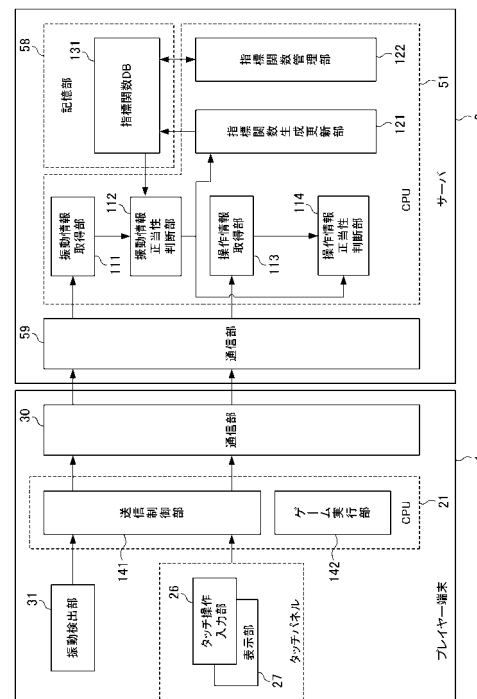 58
記憶部
131
指標関数DB
122
指標関数管理部
121
指標関数生成更新部
51
CPU
サーバ
111
振動情報
取得部
112
振動情報
正当性
判断部
113
操作情報
取得部
114
操作情報
正当性
判断部
59
通信部
30
通信部
21
CPU
141
送信制御部
142
ゲーム実行部
31
振動検出部
26
タッチ操作
入力部
27
表示部
タッチパネル
プレイヤー端末